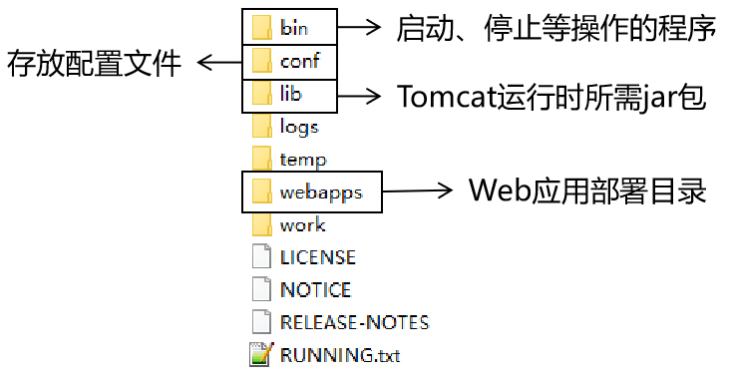 bin
启动、停止等操作的程序
存放配置文件
conf
lib
Tomcat运行时所需jar包
logs
temp
webapps
Web应用部署目录
work
LICENSE
NOTICE
RELEASE-NOTES
RUNNING.txt